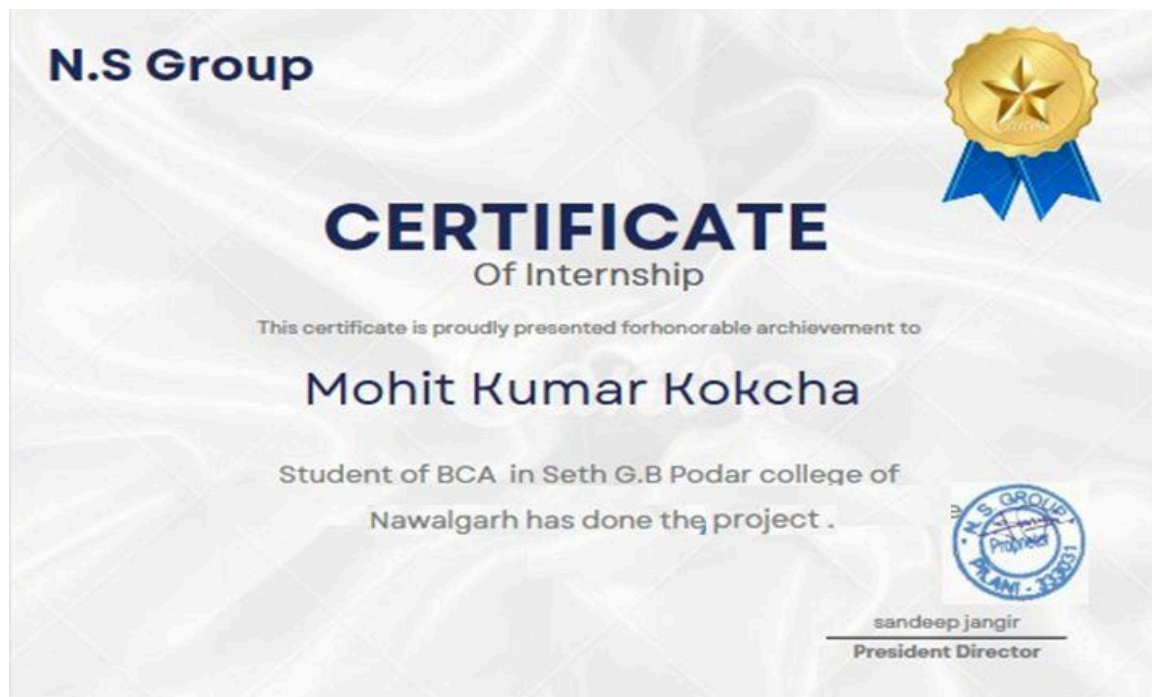 N.S Group
CERTIFICATE
Of Internship
This certificate is proudly presented forhonorable archievement to
Mohit Kumar Kokcha
Student of BCA in Seth G.B Podar college of
Nawalgarh has done the project .
N. S. GROUP
Proprietor
PILANI - 333031
sandeep jangir
President Director